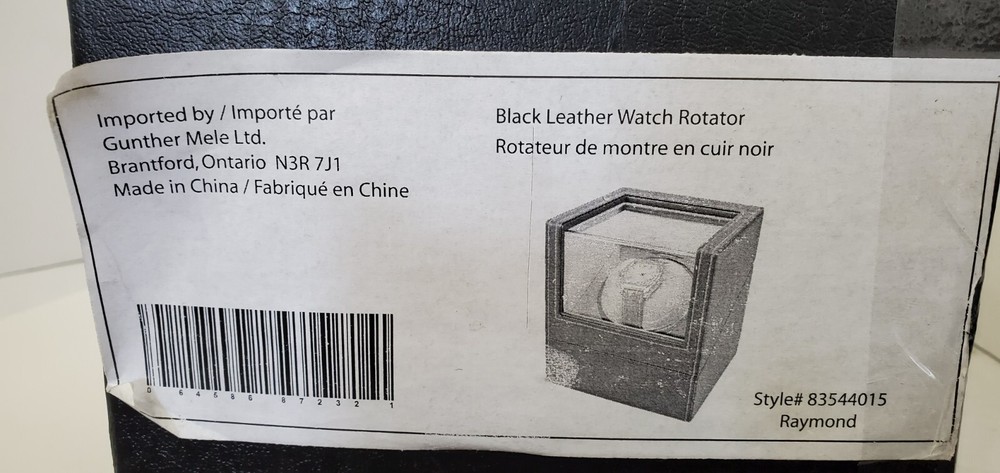 Imported by / Importé par
Gunther Mele Ltd.
Brantford, Ontario N3R 7J1
Made in China / Fabriqué en Chine
Black Leather Watch Rotator
Rotateur de montre en cuir noir
0 64586 87232 1
Style# 83544015
Raymond